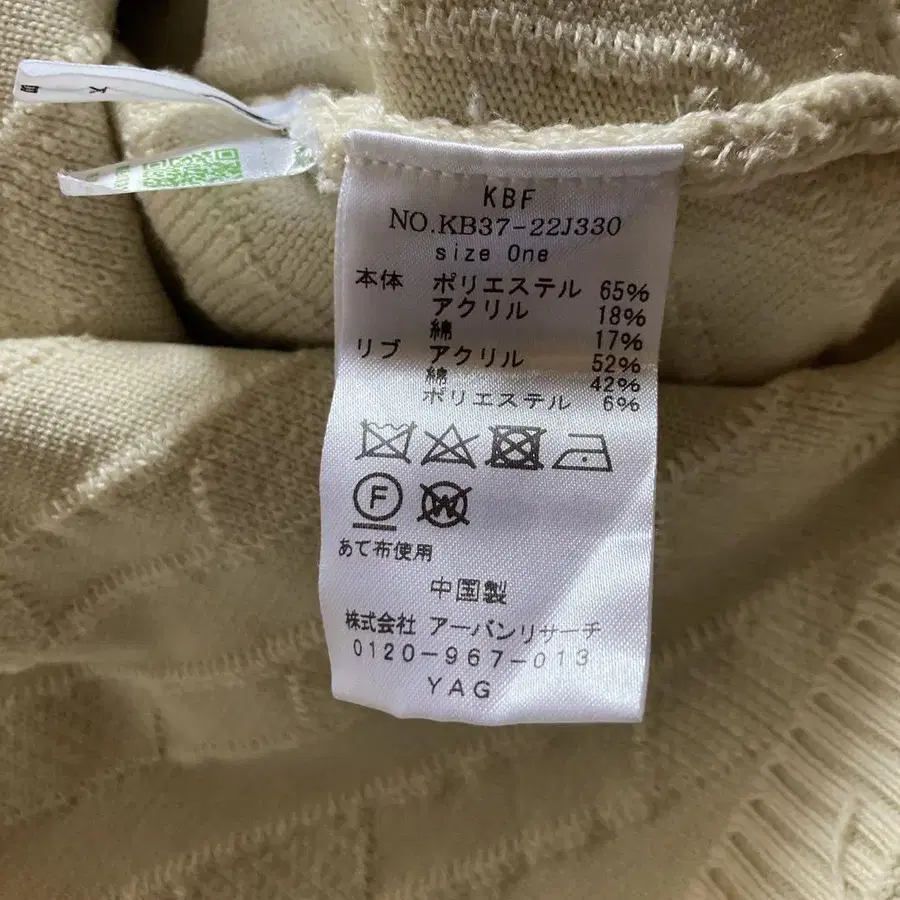 KBF
NO.KB37-22J330
size One
本体 ポリエステル 65%
アクリル 18%
綿 17%
リブ アクリル 52%
綿 42%
ポリエステル 6%
F W
あて布使用
中国製
株式会社 アーバンリサーチ
0120-967-013
YAG